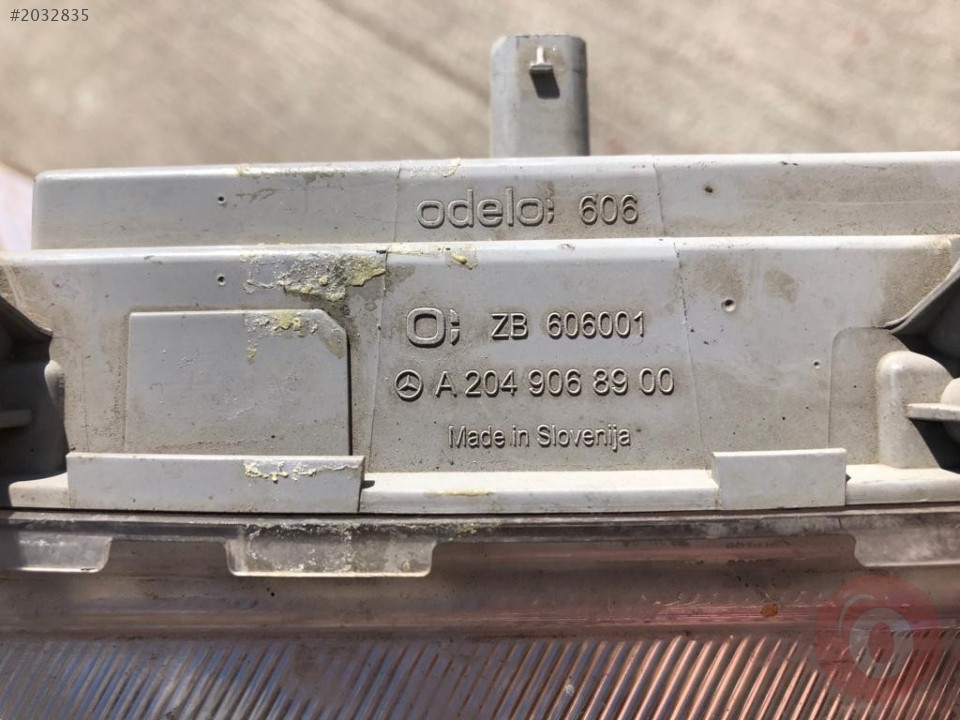 #2032835
odelo 606
ZB 606001
A 204 906 89 00
Made in Slovenija